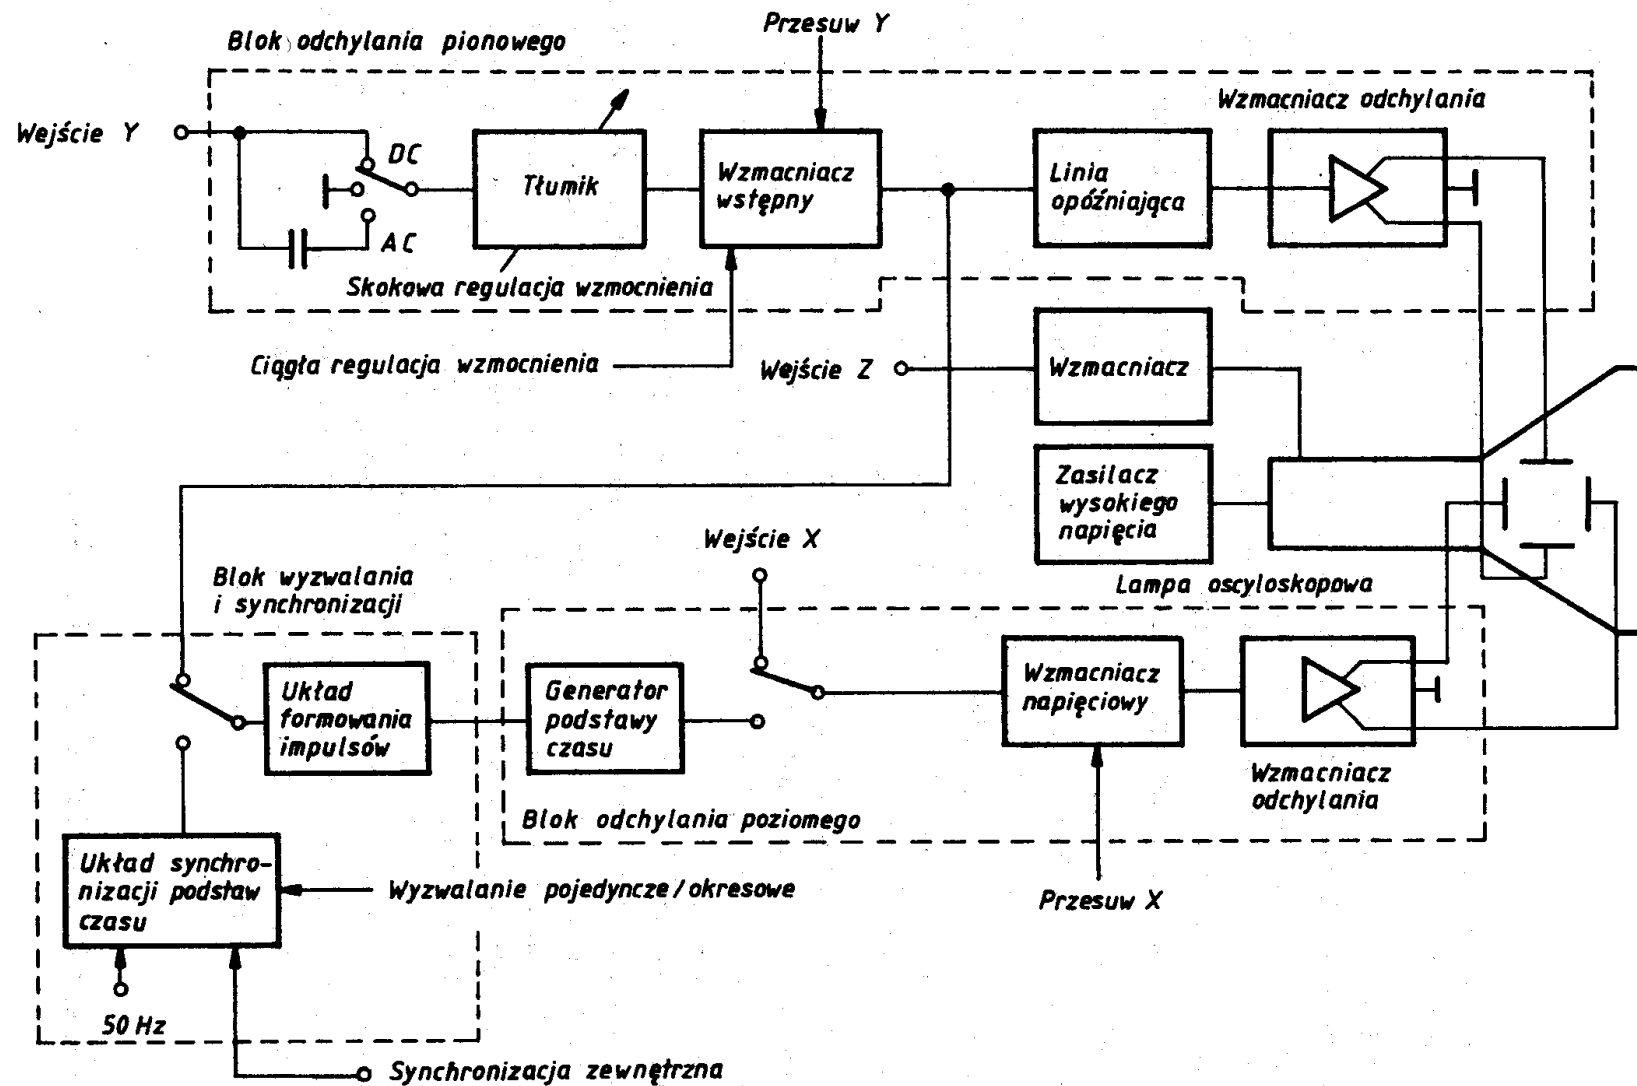 Przesuw Y
Blok odchylania pionowego
Wzmacniacz odchylania
Wejście Y
DC
AC
Tłumik
Wzmacniacz
wstępny
Linia
opóźniająca
Skokowa regulacja wzmocnienia
Ciągła regulacja wzmocnienia
Wejście Z
Wzmacniacz
Zasilacz
wysokiego
napięcia
Wejście X
Lampa oscyloskopowa
Blok wyzwalania
i synchronizacji
Układ
formowania
impulsów
Generator
podstawy
czasu
Wzmacniacz
napięciowy
Wzmacniacz
odchylania
Blok odchylania poziomego
Układ synchro-
nizacji podstaw
czasu
Wyzwalanie pojedyncze/okresowe
Przesuw X
50 Hz
Synchronizacja zewnętrzna